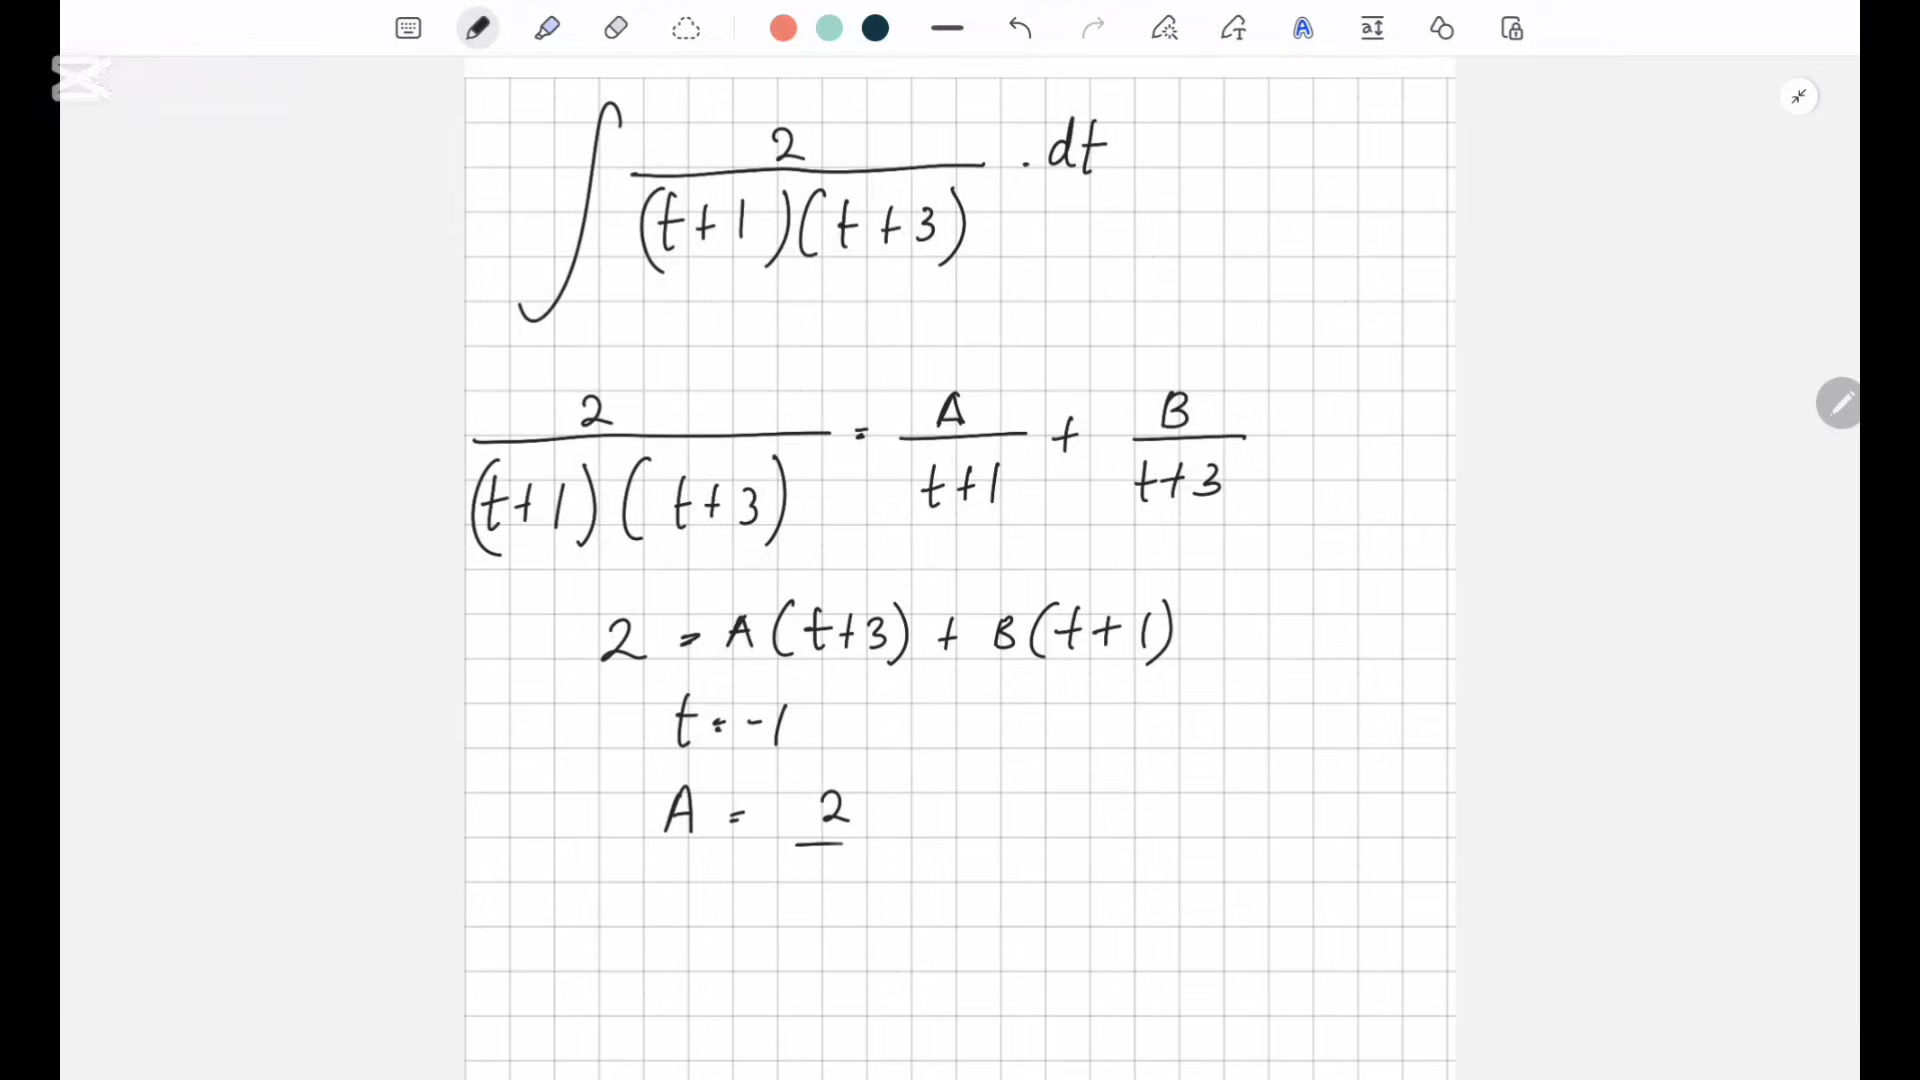 ∫ 2/((t+1)(t+3)) . dt
2/((t+1)(t+3)) = A/(t+1) + B/(t+3)
2 = A(t+3) + B(t+1)
t = -1
A = 2